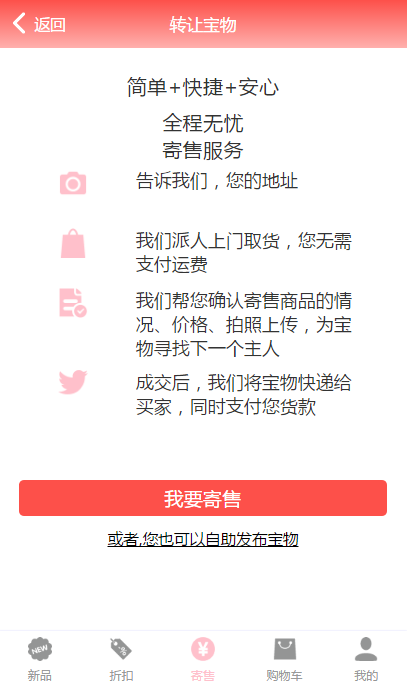 返回
转让宝物
简单+快捷+安心
全程无忧
寄售服务
告诉我们，您的地址
我们派人上门取货，您无需
支付运费
我们帮您确认寄售商品的情
况、价格、拍照上传，为宝
物寻找下一个主人
成交后，我们将宝物快递给
买家，同时支付您货款
我要寄售
或者,您也可以自助发布宝物
NEW
%
¥
新品
折扣
寄售
购物车
我的